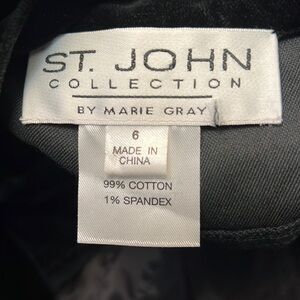 ST. JOHN
COLLECTION
BY MARIE GRAY
6
MADE IN
CHINA
99% COTTON
1% SPANDEX